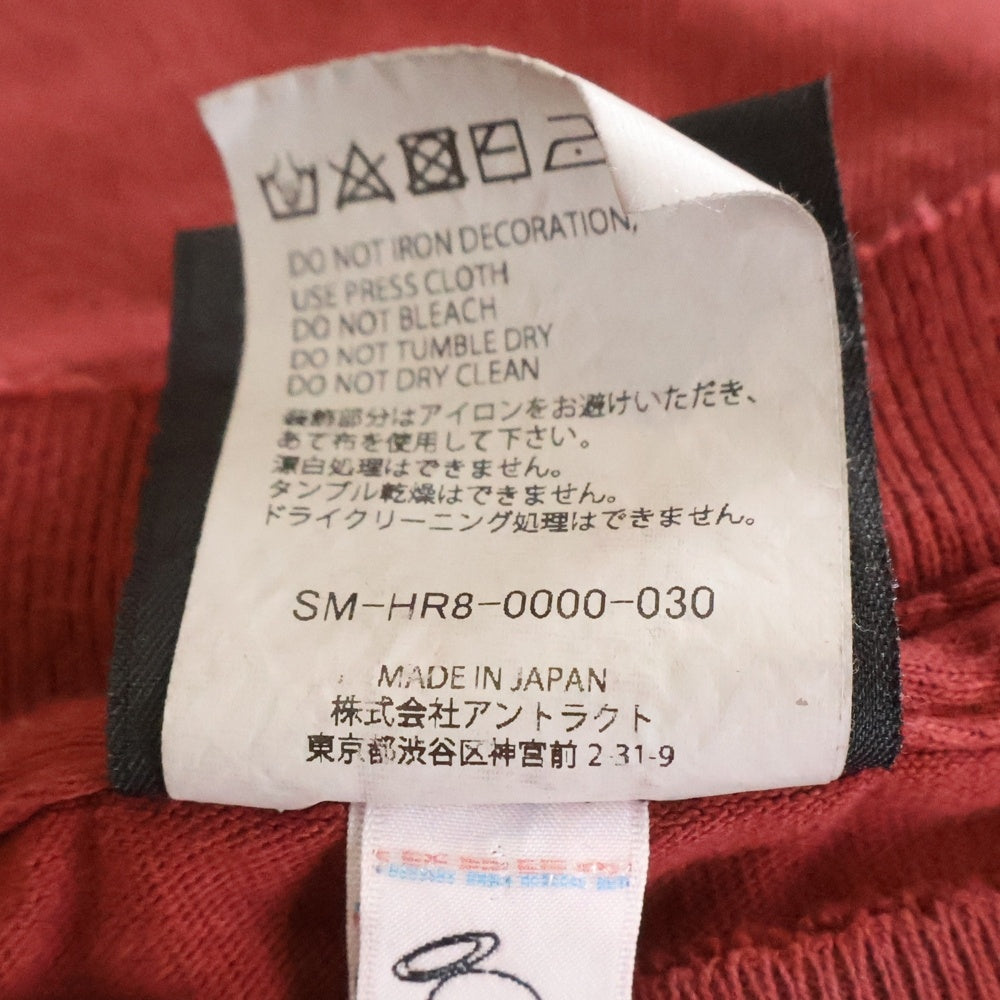 DO NOT IRON DECORATION,
USE PRESS CLOTH
DO NOT BLEACH
DO NOT TUMBLE DRY
DO NOT DRY CLEAN
装飾部分はアイロンをお避けいただき、
あて布を使用して下さい。
漂白処理はできません。
タンブル乾燥はできません。
ドライクリーニング処理はできません。
SM-HR8-0000-030
MADE IN JAPAN
株式会社アントラクト
東京都渋谷区神宮前 2-31-9